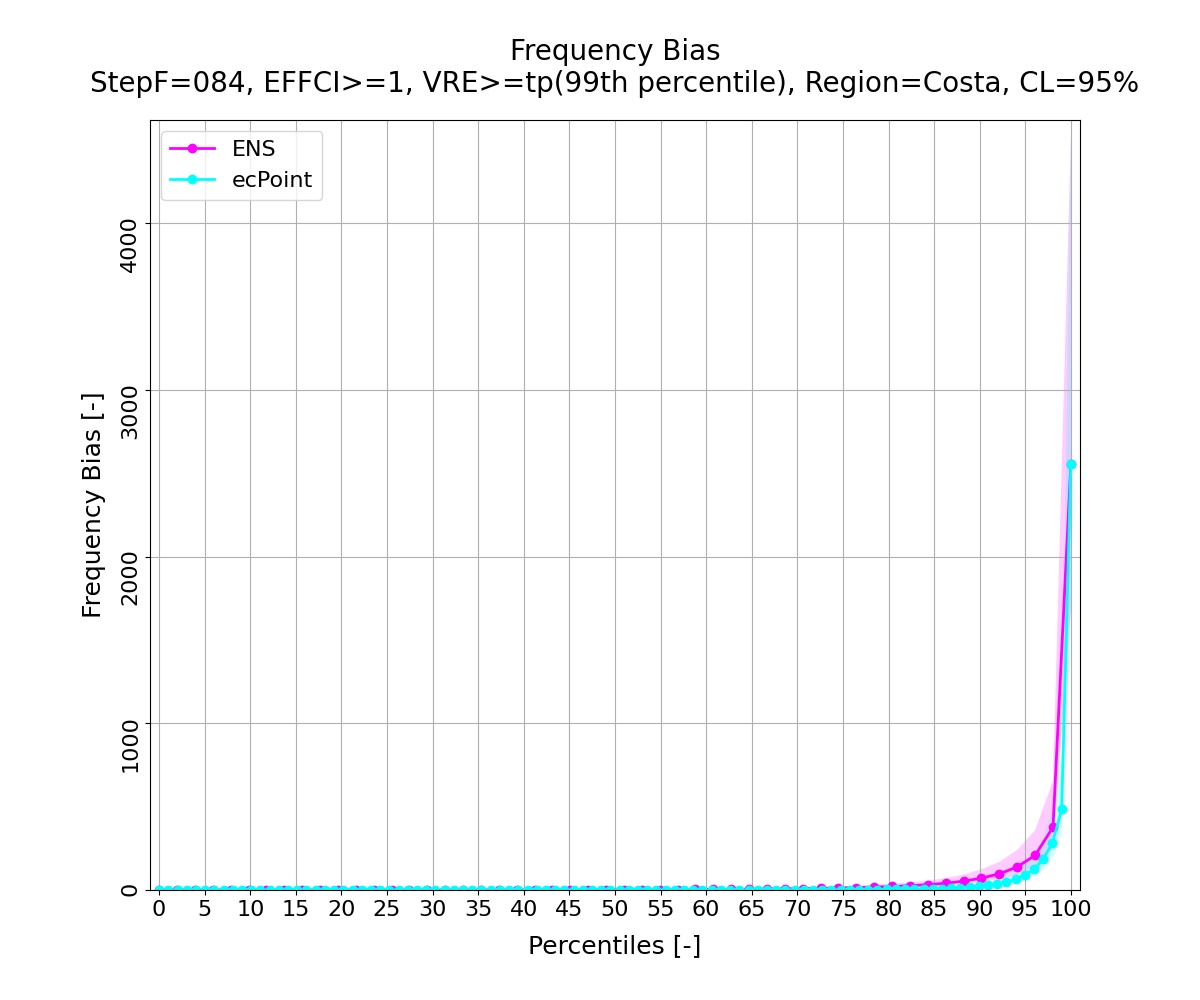 Frequency Bias
StepF=084, EFFCI>=1, VRE>=tp(99th percentile), Region=Costa, CL=95%
ENS
ecPoint
Frequency Bias [-]
4000
3000
2000
1000
0
0 5 10 15 20 25 30 35 40 45 50 55 60 65 70 75 80 85 90 95 100
Percentiles [-]